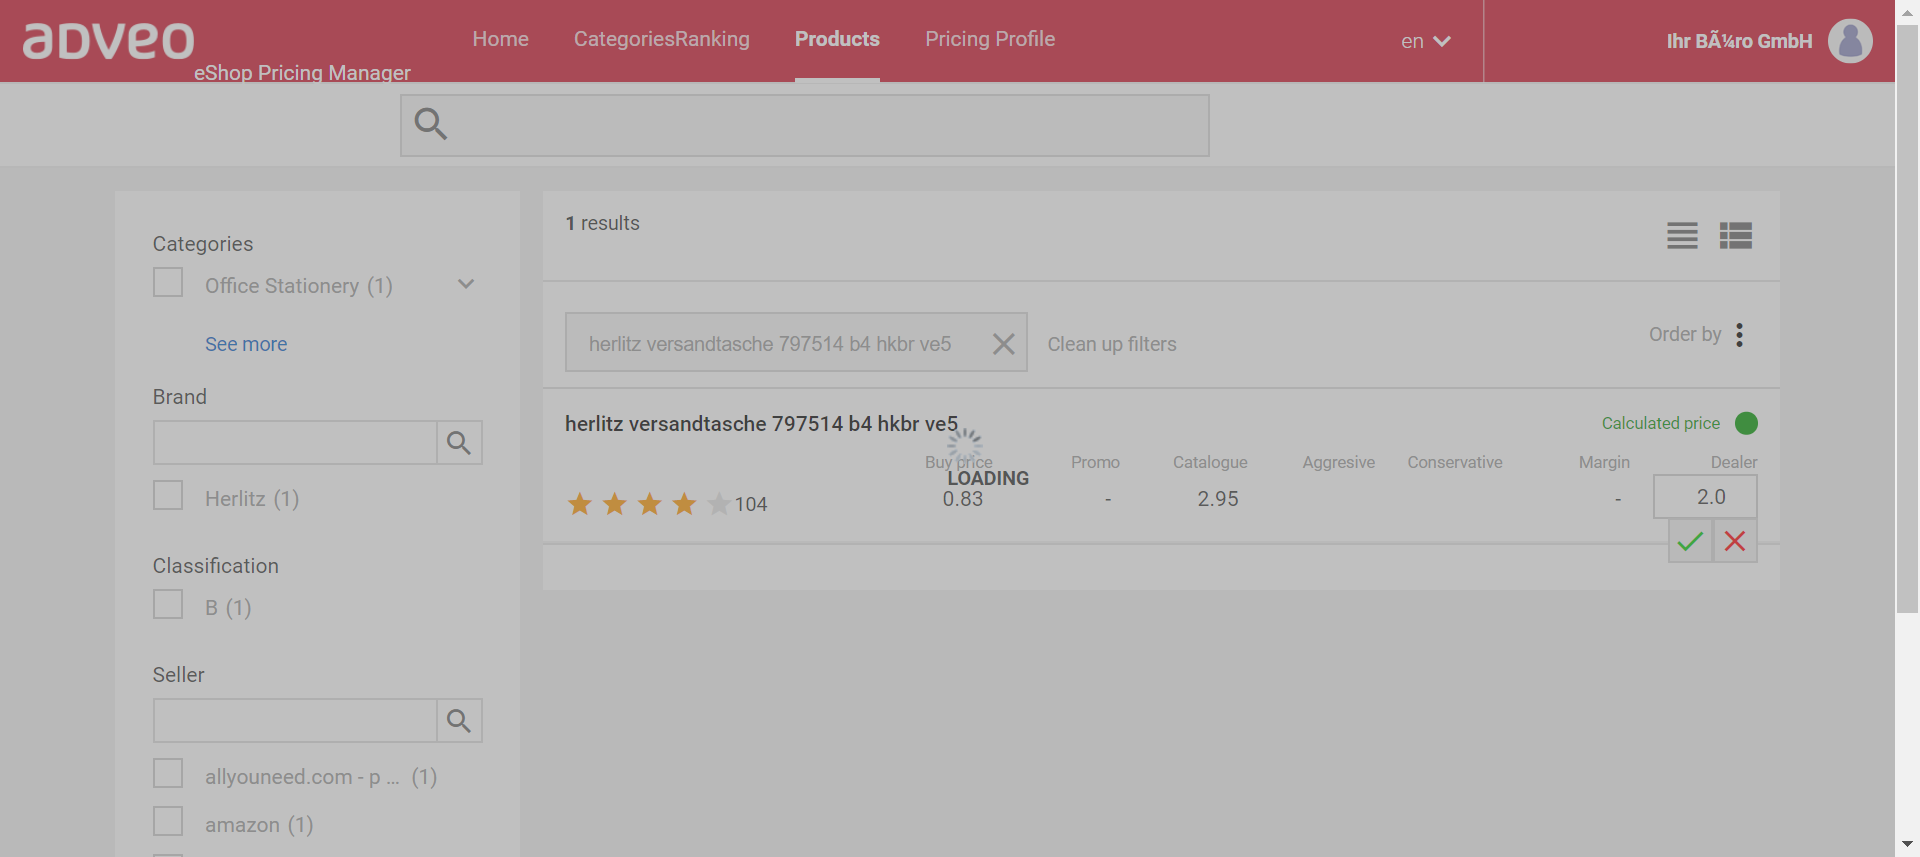 adveo
eShop Pricing Manager
Home
CategoriesRanking
Products
Pricing Profile
en
Ihr BÃ¼ro GmbH
Categories
Office Stationery (1)
See more
Brand
Herlitz (1)
Classification
B (1)
Seller
allyouneed.com - p ... (1)
amazon (1)
1 results
herlitz versandtasche 797514 b4 hkbr ve5
Clean up filters
Order by
herlitz versandtasche 797514 b4 hkbr ve5
Calculated price
Buy price Promo Catalogue Aggresive Conservative Margin Dealer
LOADING
104 0.83 - 2.95 - 2.0